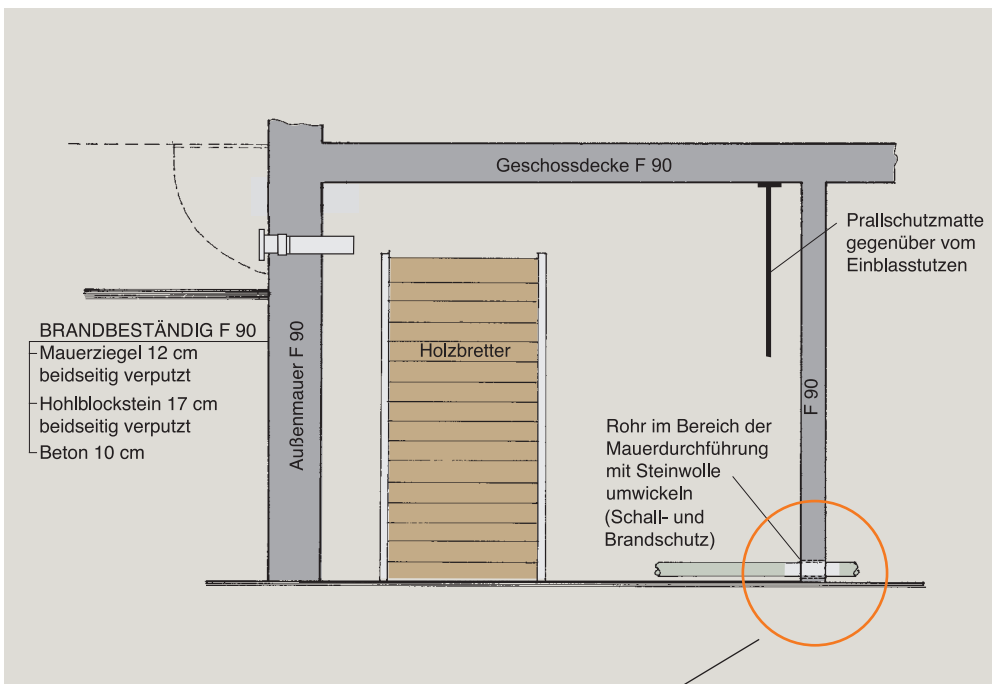 Geschossdecke F 90
Prallschutzmatte
gegenüber vom
Einblasstutzen
BRANDBESTÄNDIG F 90
Mauerziegel 12 cm
beidseitig verputzt
Hohlblockstein 17 cm
beidseitig verputzt
Beton 10 cm
Außenmauer F 90
Holzbretter
F 90
Rohr im Bereich der
Mauerdurchführung
mit Steinwolle
umwickeln
(Schall- und
Brandschutz)